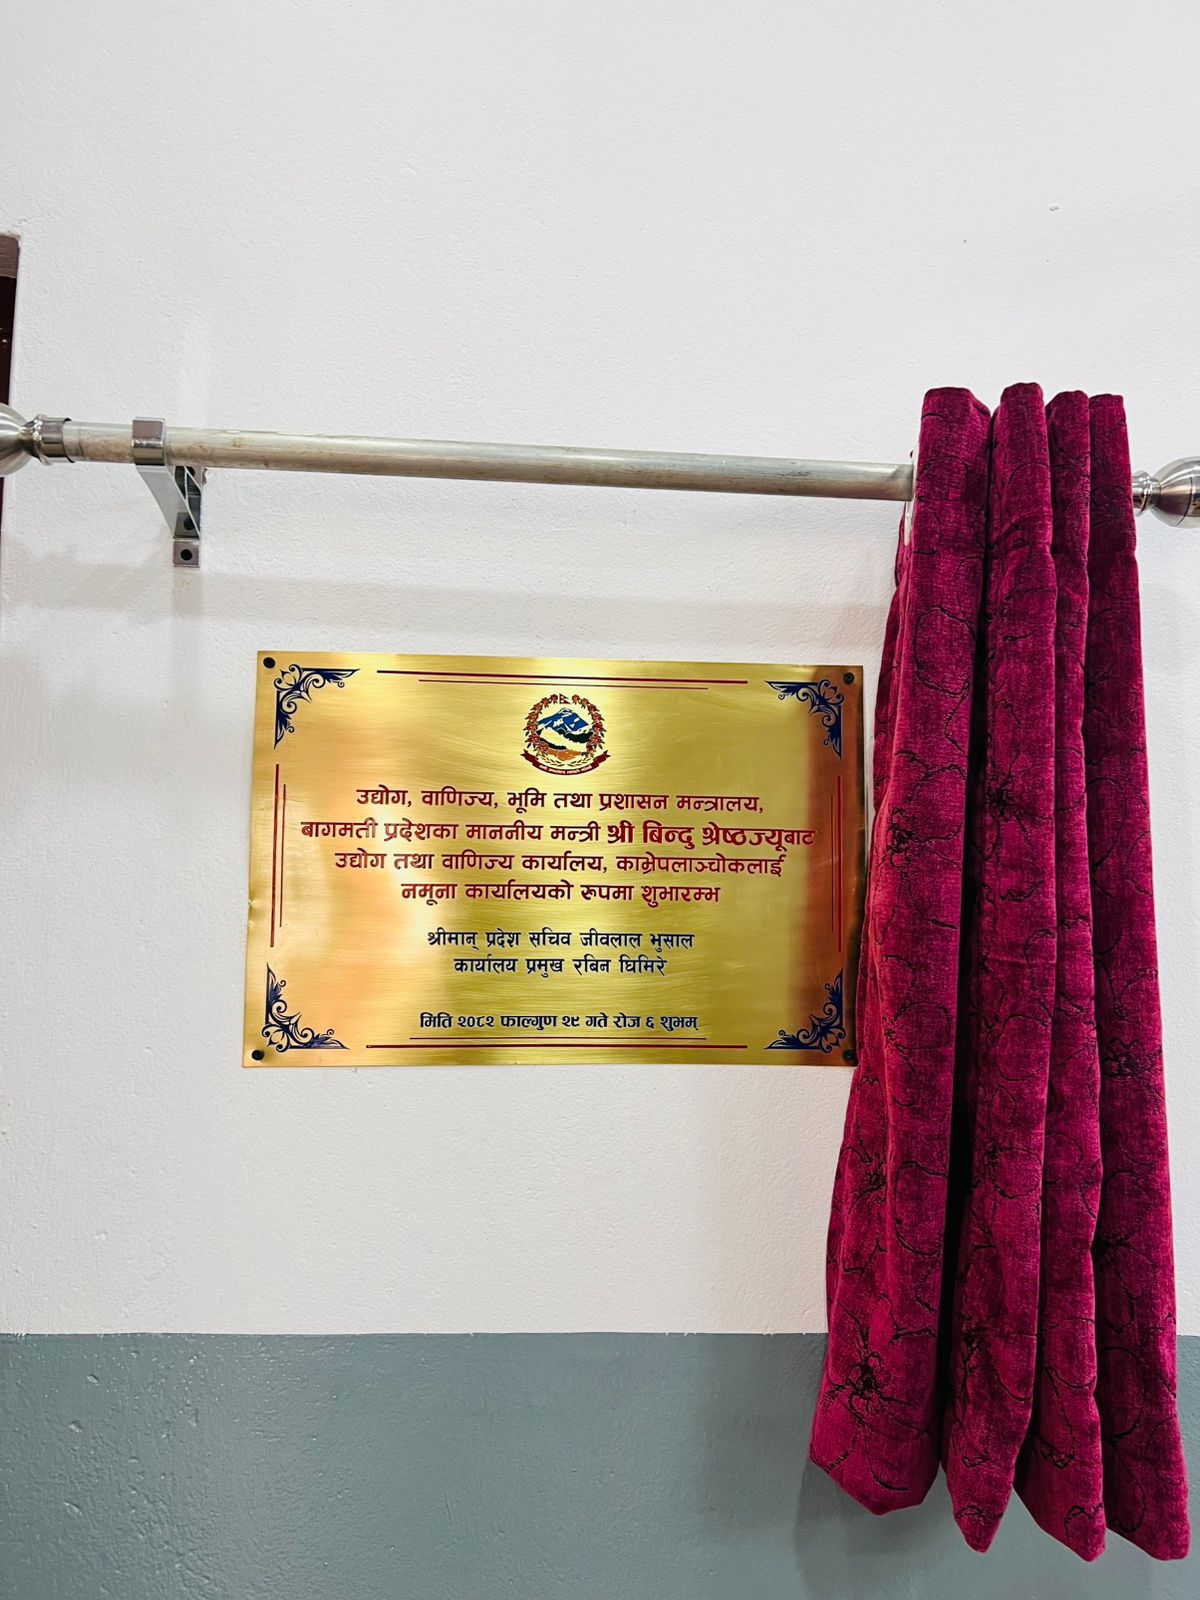 उद्योग, वाणिज्य, भूमि तथा प्रशासन मन्त्रालय,
बागमती प्रदेशका माननीय मन्त्री श्री बिन्दु श्रेष्ठज्यूबाट
उद्योग तथा वाणिज्य कार्यालय, काभ्रेपलाञ्चोकलाई
नमूना कार्यालयको रूपमा शुभारम्भ
श्रीमान् प्रदेश सचिव जीवलाल भुसाल
कार्यालय प्रमुख रबिन घिमिरे
मिति २०८२ फाल्गुण २९ गते रोज ६ शुभम्